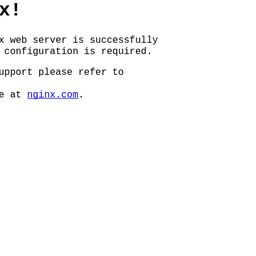 x!
x web server is successfully
configuration is required.
upport please refer to
e at nginx.com.